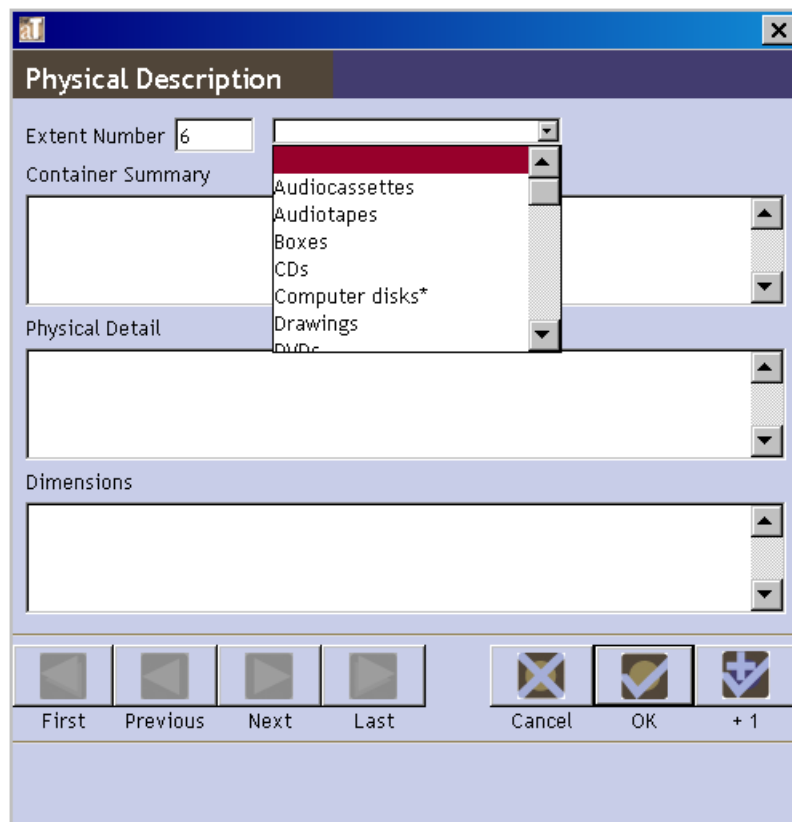 aT
Physical Description
Extent Number 6
Container Summary
Audiocassettes
Audiotapes
Boxes
CDs
Computer disks*
Drawings
DVDs
Physical Detail
Dimensions
First Previous Next Last Cancel OK + 1